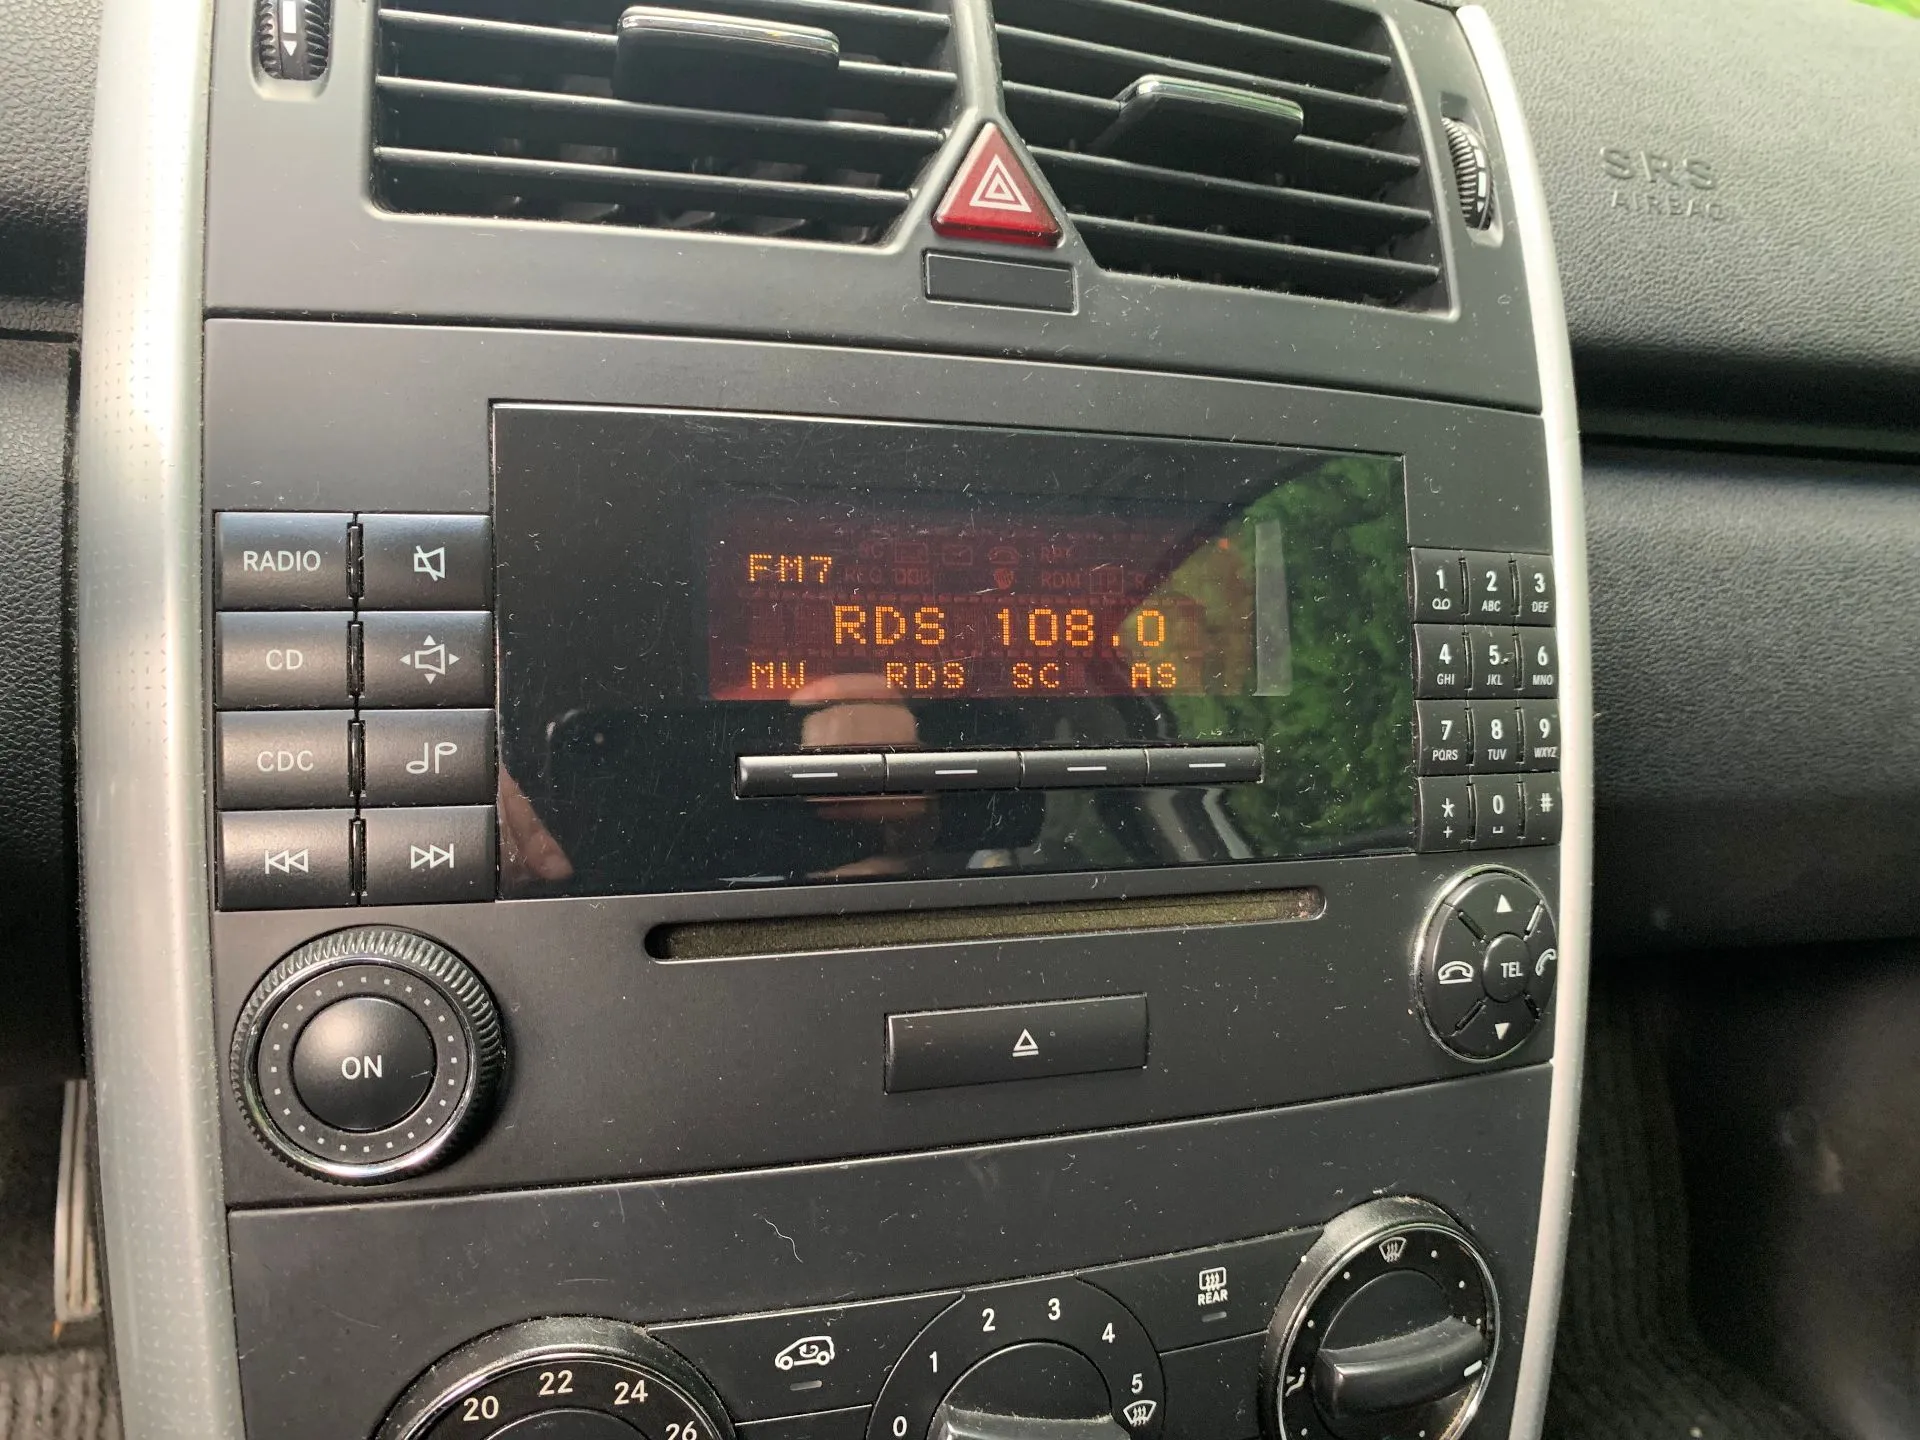 SRS
AIRBAG
FM7
RDS 108.0
MW RDS SC AS
RADIO
CD
CDC
ON
1 2 3
ABC DEF
4 5 6
GHI JKL MNO
7 8 9
PQRS TUV WXYZ
* 0 #
+
TEL
REAR
20 22 24 26
0 1 2 3 4 5